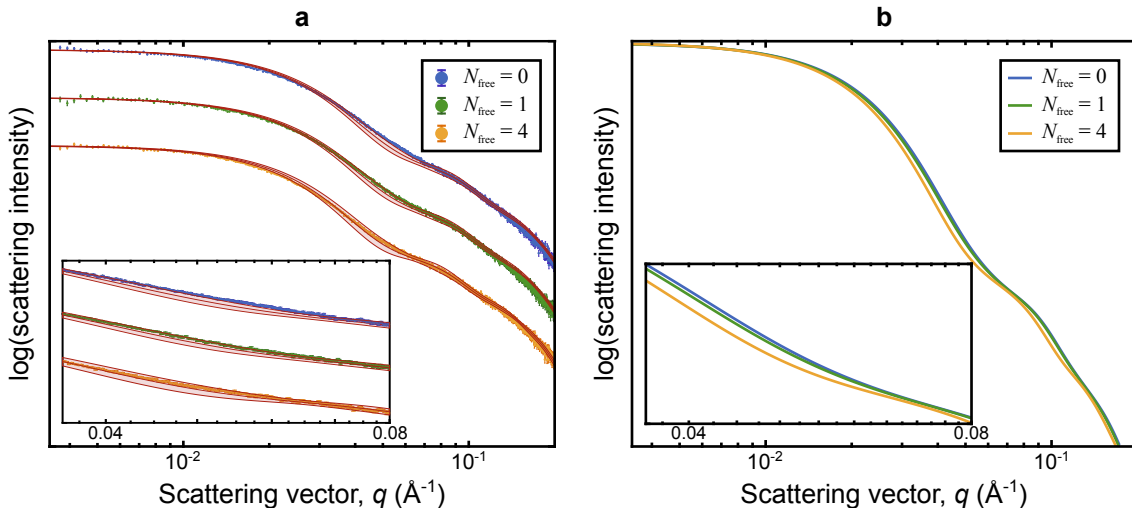 a
log(scattering intensity)
N_free = 0
N_free = 1
N_free = 4
0.04
0.08
10⁻²
10⁻¹
Scattering vector, q (Å⁻¹)
b
log(scattering intensity)
N_free = 0
N_free = 1
N_free = 4
0.04
0.08
10⁻²
10⁻¹
Scattering vector, q (Å⁻¹)